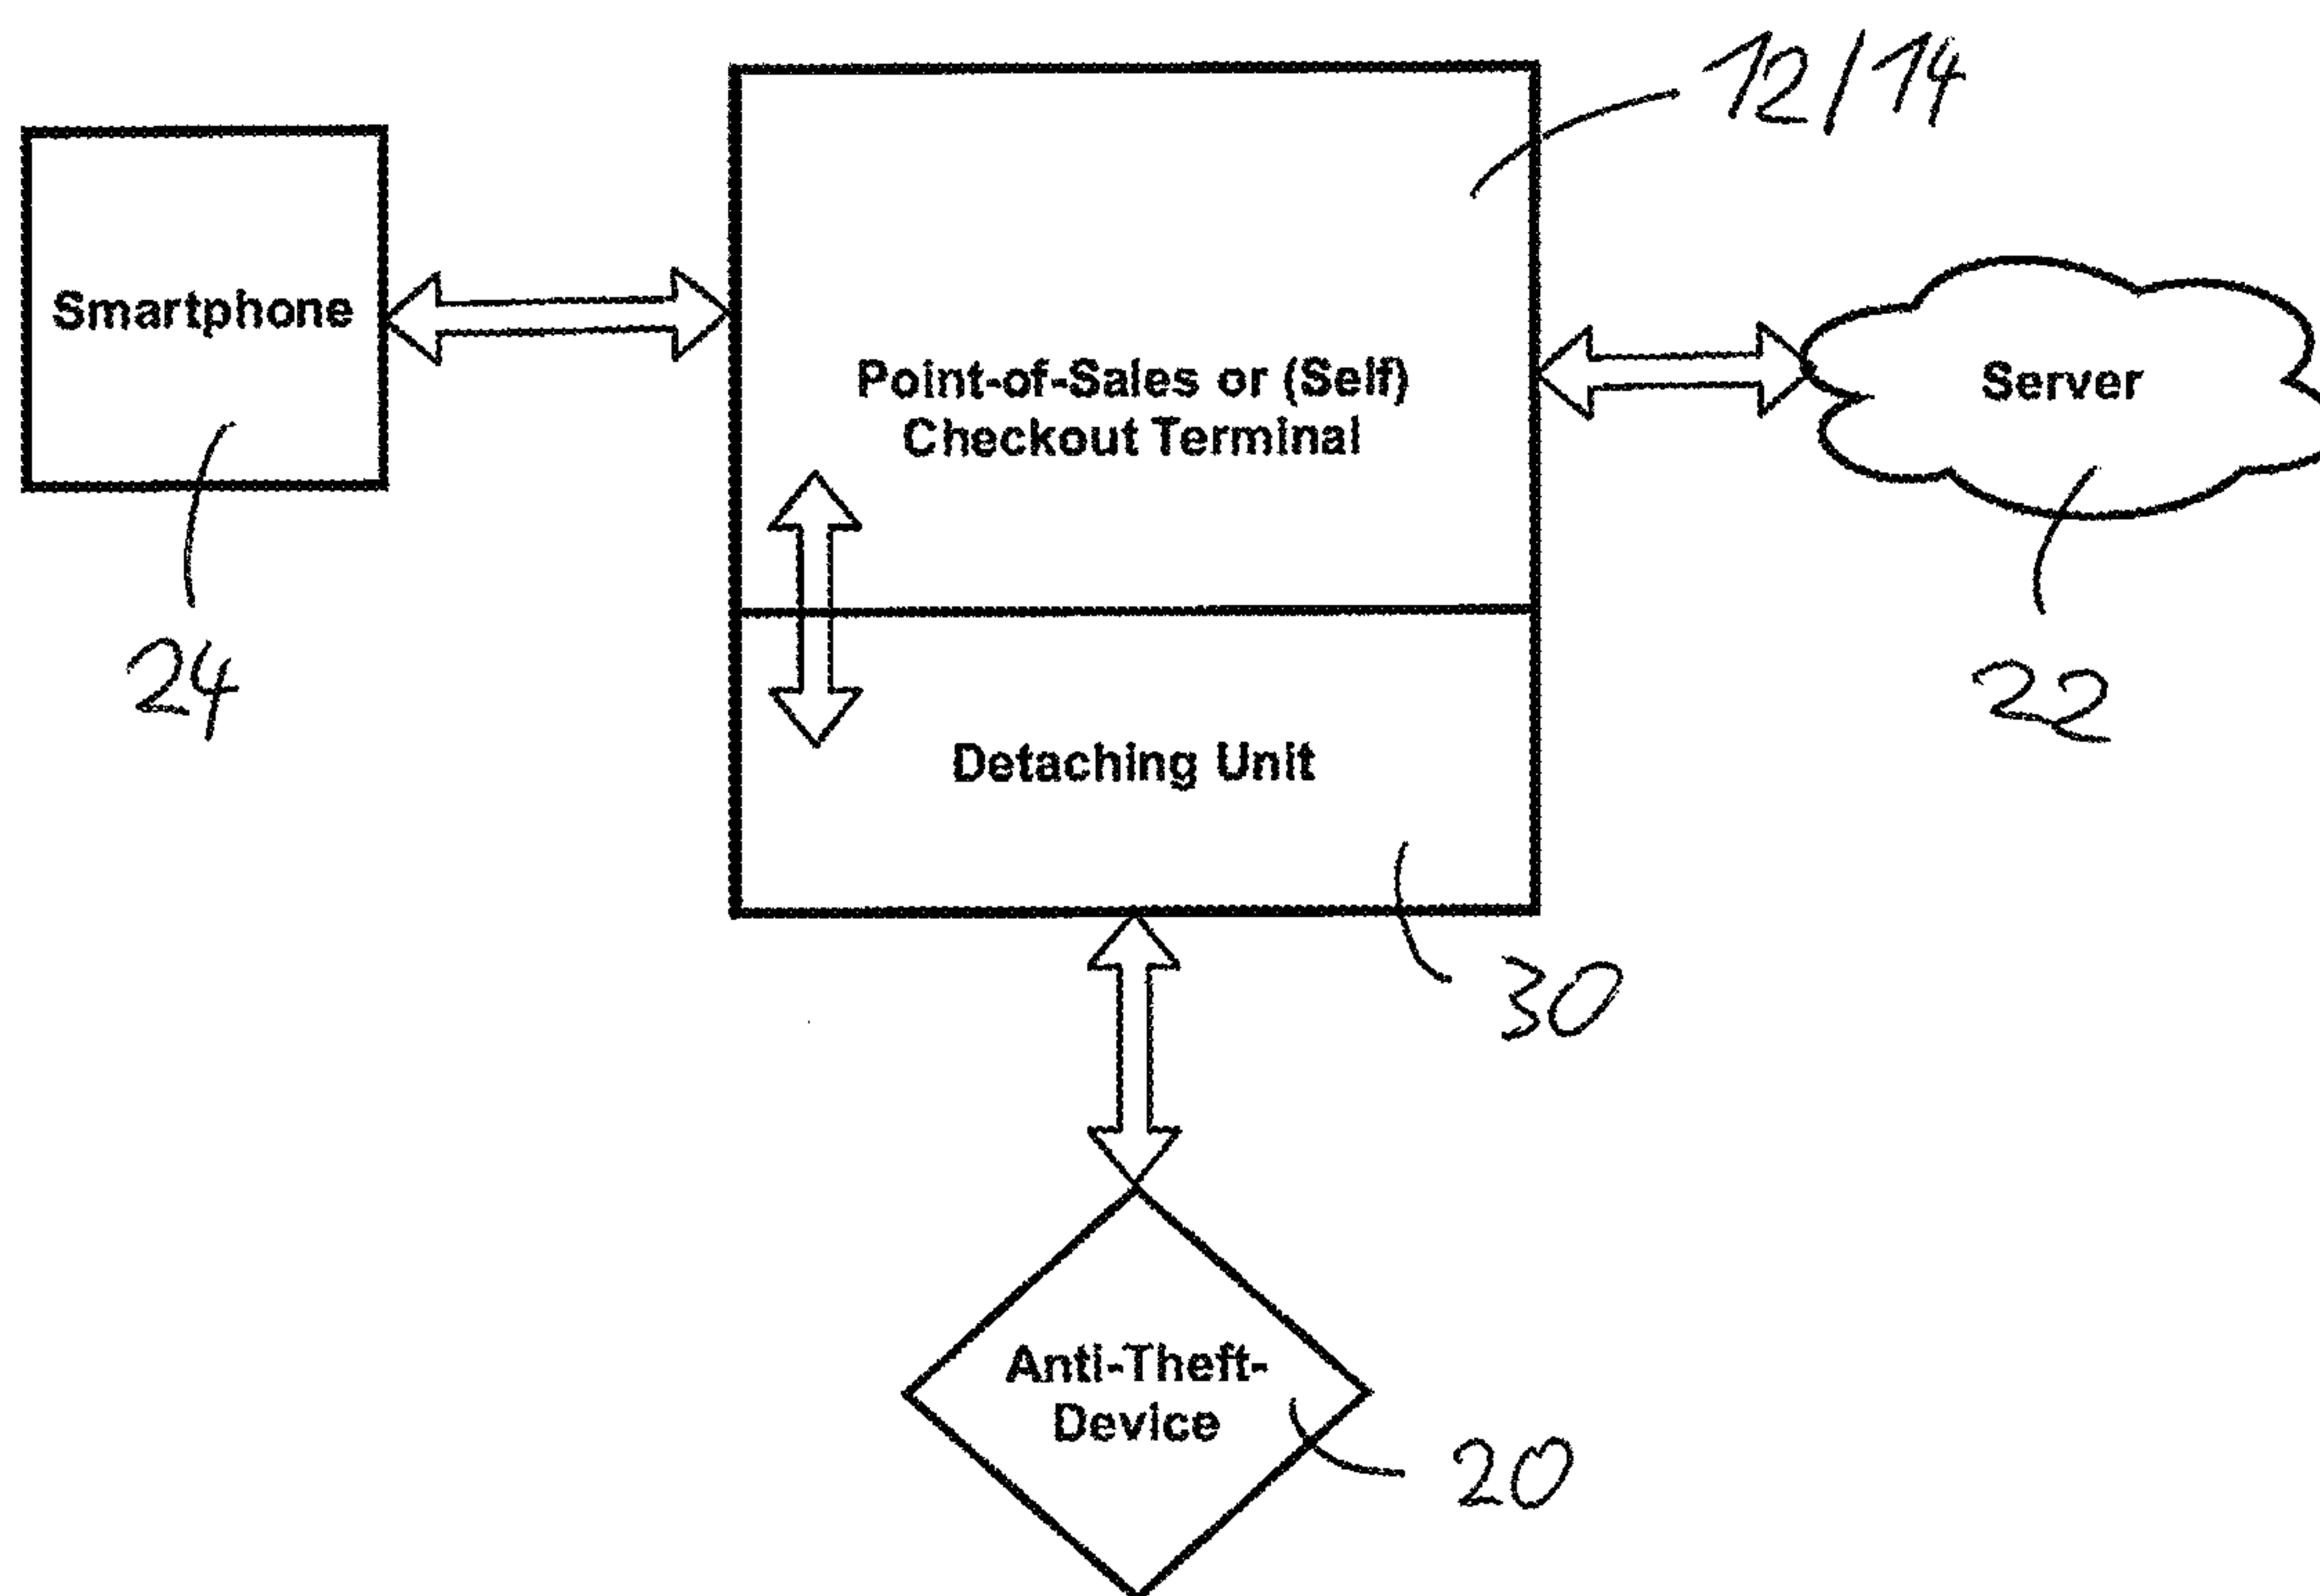 12/14
Smartphone
Point-of-Sales or (Self)
Checkout Terminal
Server
24
22
Detaching Unit
30
Anti-Theft-
Device
20